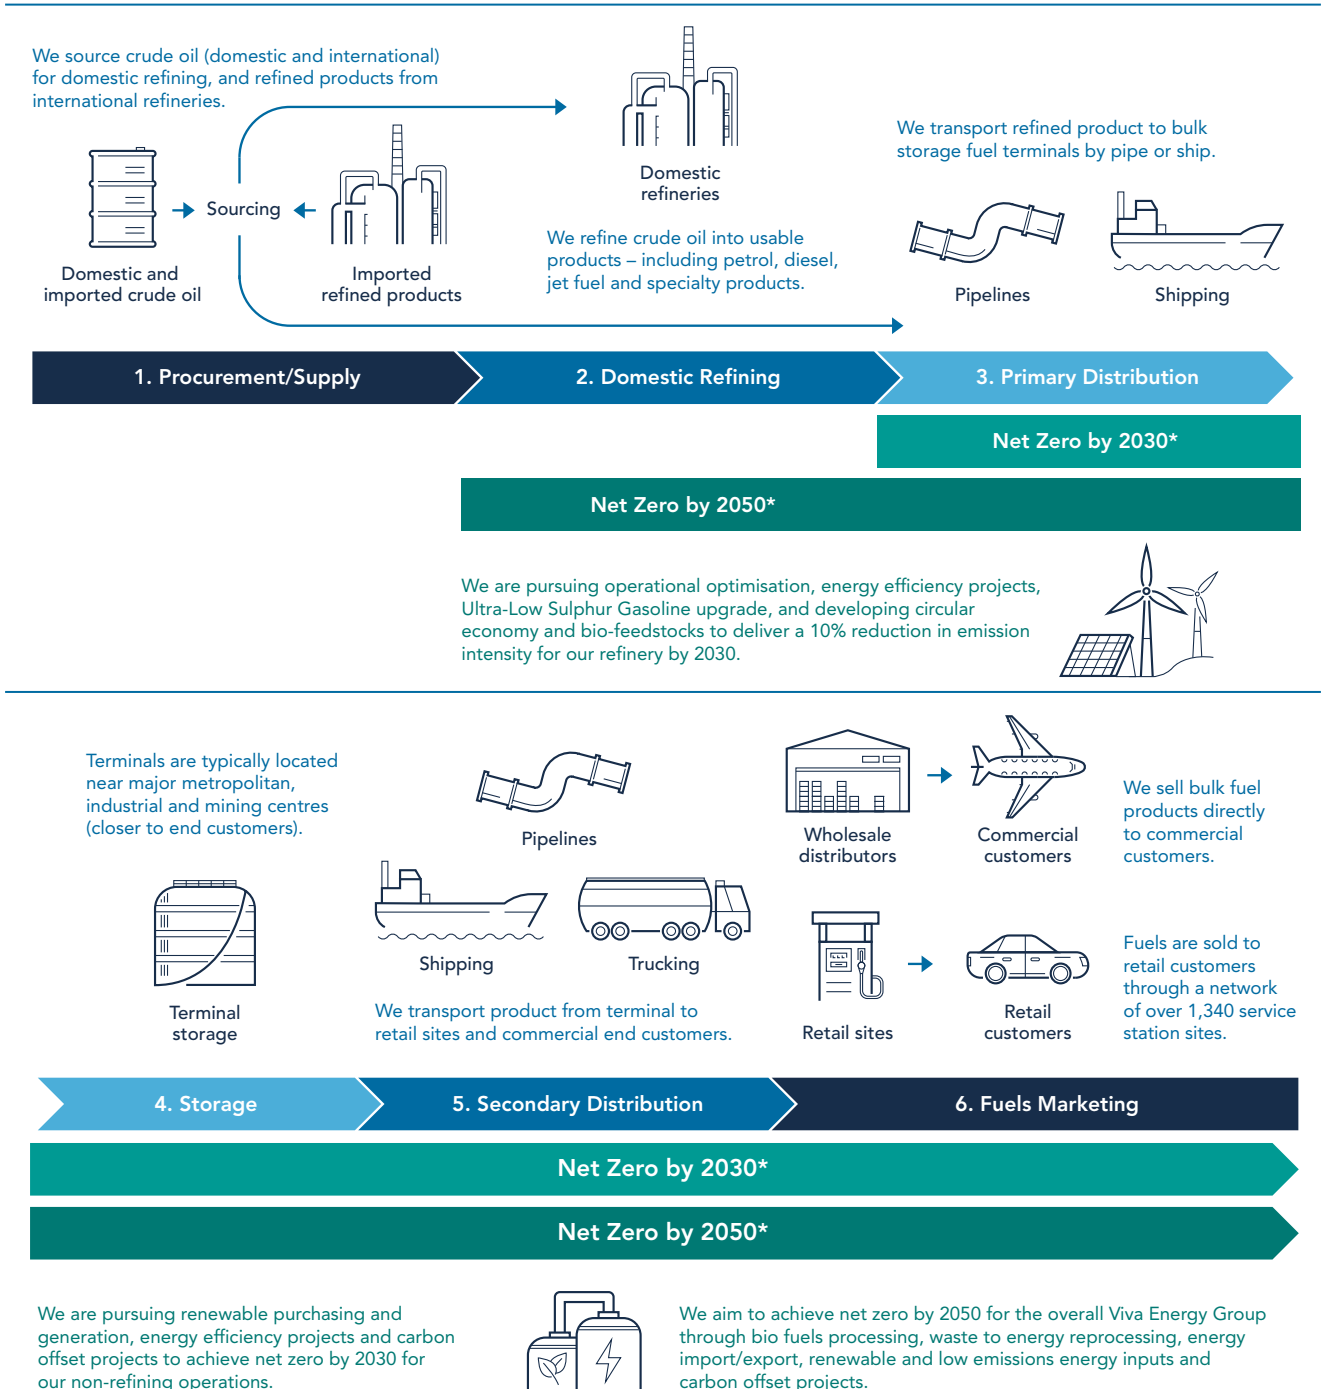 We source crude oil (domestic and international)
for domestic refining, and refined products from
international refineries.
Domestic and
imported crude oil
Sourcing
Imported
refined products
Domestic
refineries
We refine crude oil into usable
products – including petrol, diesel,
jet fuel and specialty products.
We transport refined product to bulk
storage fuel terminals by pipe or ship.
Pipelines
Shipping
1. Procurement/Supply
2. Domestic Refining
3. Primary Distribution
Net Zero by 2030*
Net Zero by 2050*
We are pursuing operational optimisation, energy efficiency projects,
Ultra-Low Sulphur Gasoline upgrade, and developing circular
economy and bio-feedstocks to deliver a 10% reduction in emission
intensity for our refinery by 2030.
Terminals are typically located
near major metropolitan,
industrial and mining centres
(closer to end customers).
Terminal
storage
Pipelines
Shipping
Trucking
We transport product from terminal to
retail sites and commercial end customers.
Wholesale
distributors
Commercial
customers
We sell bulk fuel
products directly
to commercial
customers.
Retail sites
Retail
customers
Fuels are sold to
retail customers
through a network
of over 1,340 service
station sites.
4. Storage
5. Secondary Distribution
6. Fuels Marketing
Net Zero by 2030*
Net Zero by 2050*
We are pursuing renewable purchasing and
generation, energy efficiency projects and carbon
offset projects to achieve net zero by 2030 for
our non-refining operations.
We aim to achieve net zero by 2050 for the overall Viva Energy Group
through bio fuels processing, waste to energy reprocessing, energy
import/export, renewable and low emissions energy inputs and
carbon offset projects.